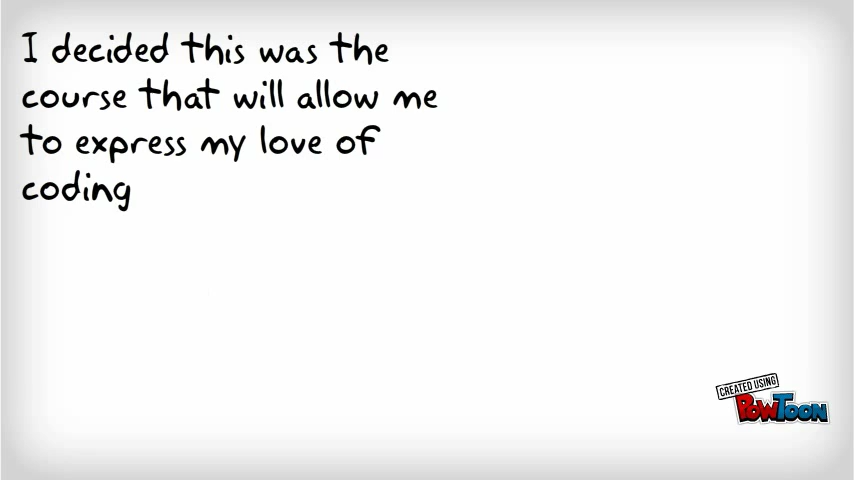 I decided this was the
course that will allow me
to express my love of
coding
CREATED USING
POWTOON